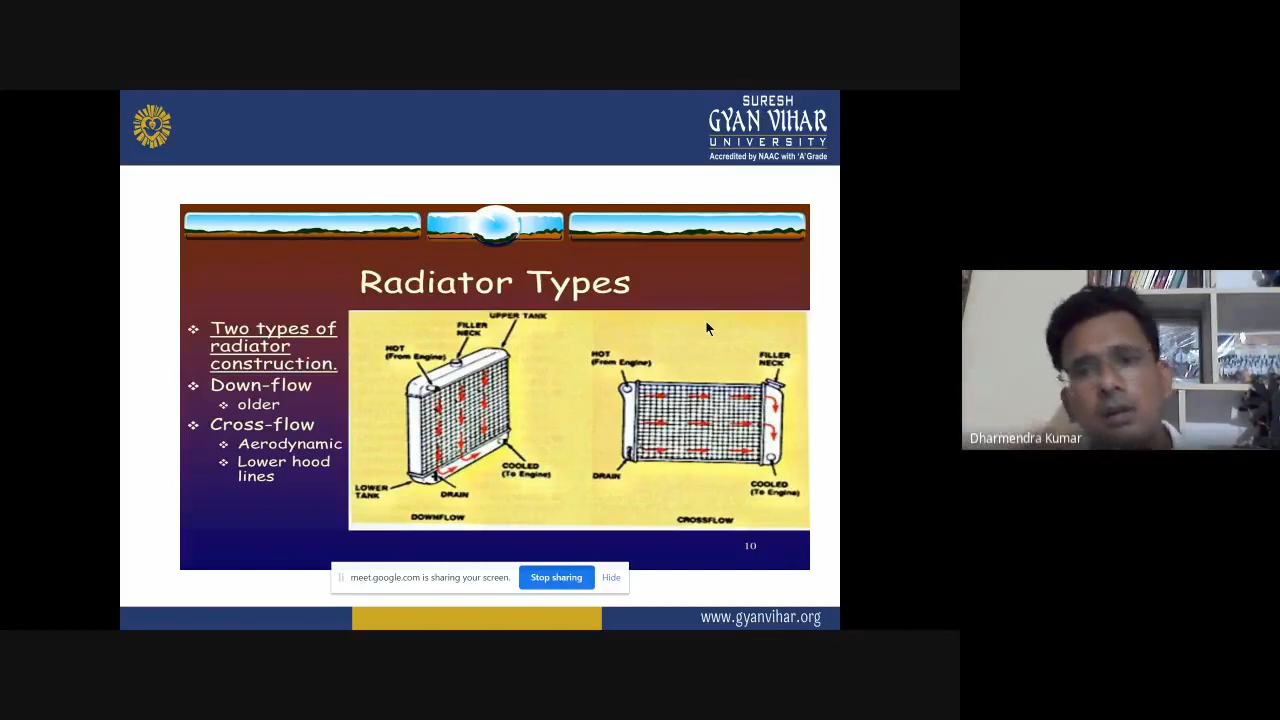 SURESH
GYAN VIHAR
UNIVERSITY
Accredited by NAAC with 'A' Grade
Radiator Types
Two types of
radiator
construction.
Down-flow
older
Cross-flow
Aerodynamic
Lower hood
lines
UPPER TANK
FILLER
NECK
HOT
(From Engine)
COOLED
(To Engine)
LOWER
TANK
DRAIN
DOWNFLOW
HOT
(From Engine)
FILLER
NECK
DRAIN
COOLED
(To Engine)
CROSSFLOW
10
meet.google.com is sharing your screen.
Stop sharing
Hide
www.gyanvihar.org
Dharmendra Kumar